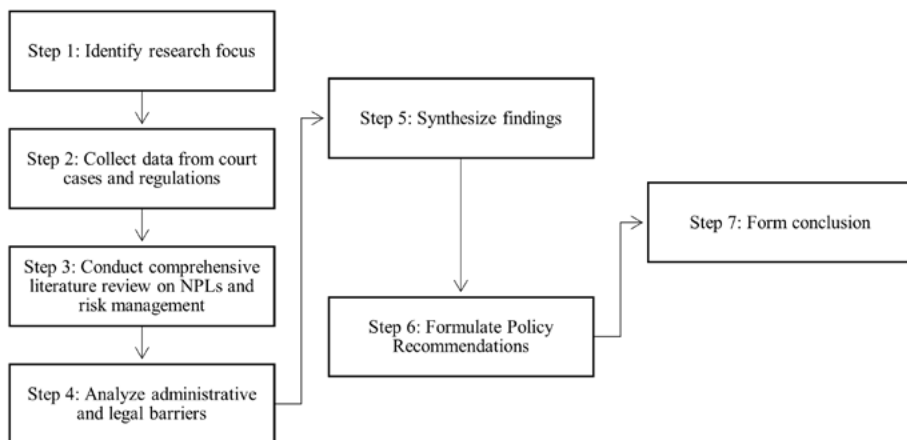 Step 1: Identify research focus
Step 2: Collect data from court
cases and regulations
Step 3: Conduct comprehensive
literature review on NPLs and
risk management
Step 4: Analyze administrative
and legal barriers
Step 5: Synthesize findings
Step 6: Formulate Policy
Recommendations
Step 7: Form conclusion